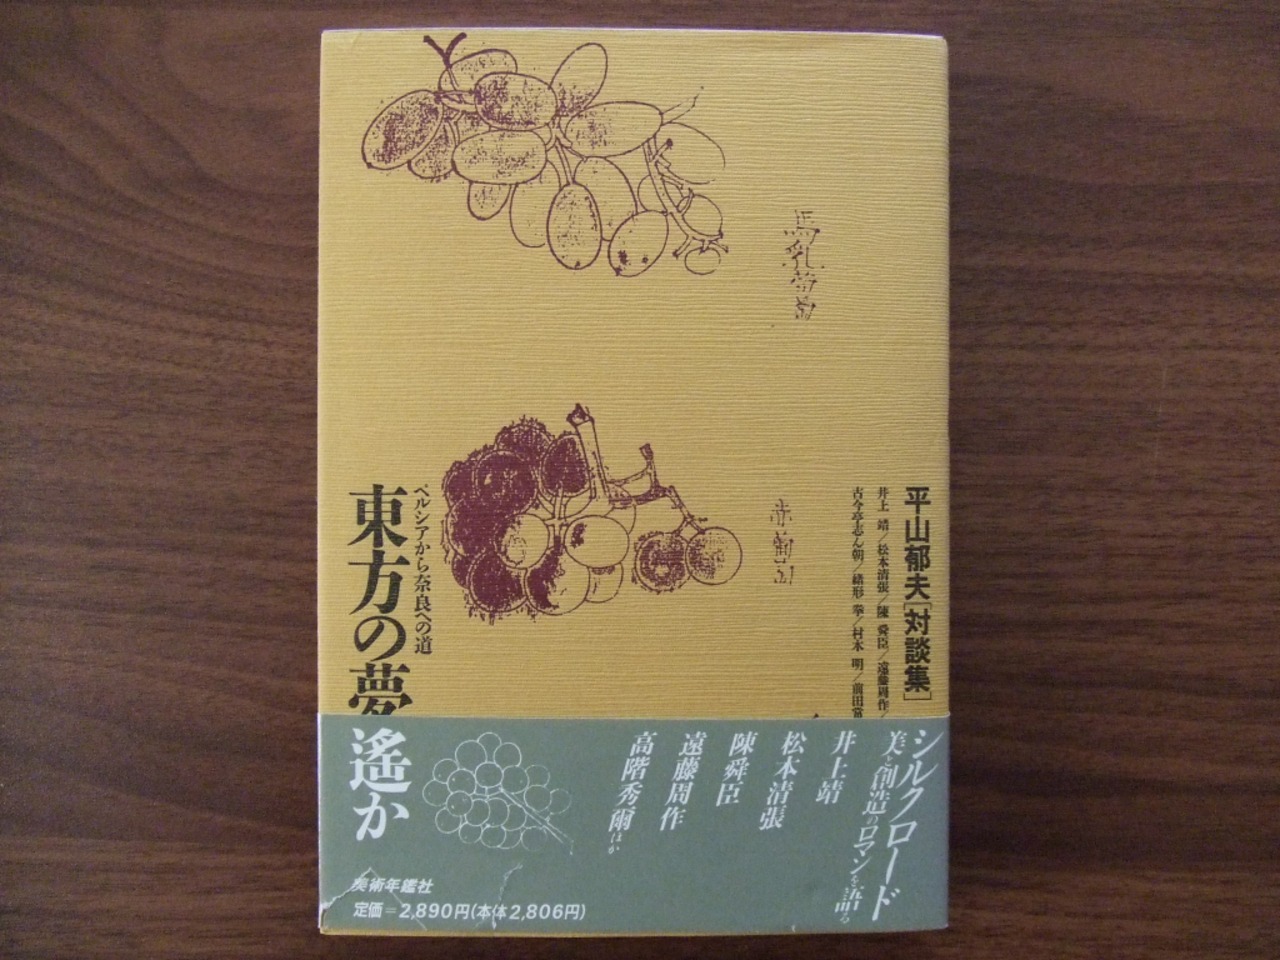 馬乳葡萄
赤葡萄
平山郁夫[対談集]
井上 靖/松本清張/陳 舜臣/遠藤周作/
古今亭志ん朝/緒形 拳/村木 明/前田常
ペルシアから奈良への道
東方の夢遙か
シルクロード
美と創造のロマンを語る
井上靖
松本清張
陳舜臣
遠藤周作
高階秀爾ほか
美術年鑑社
定価=2,890円(本体2,806円)